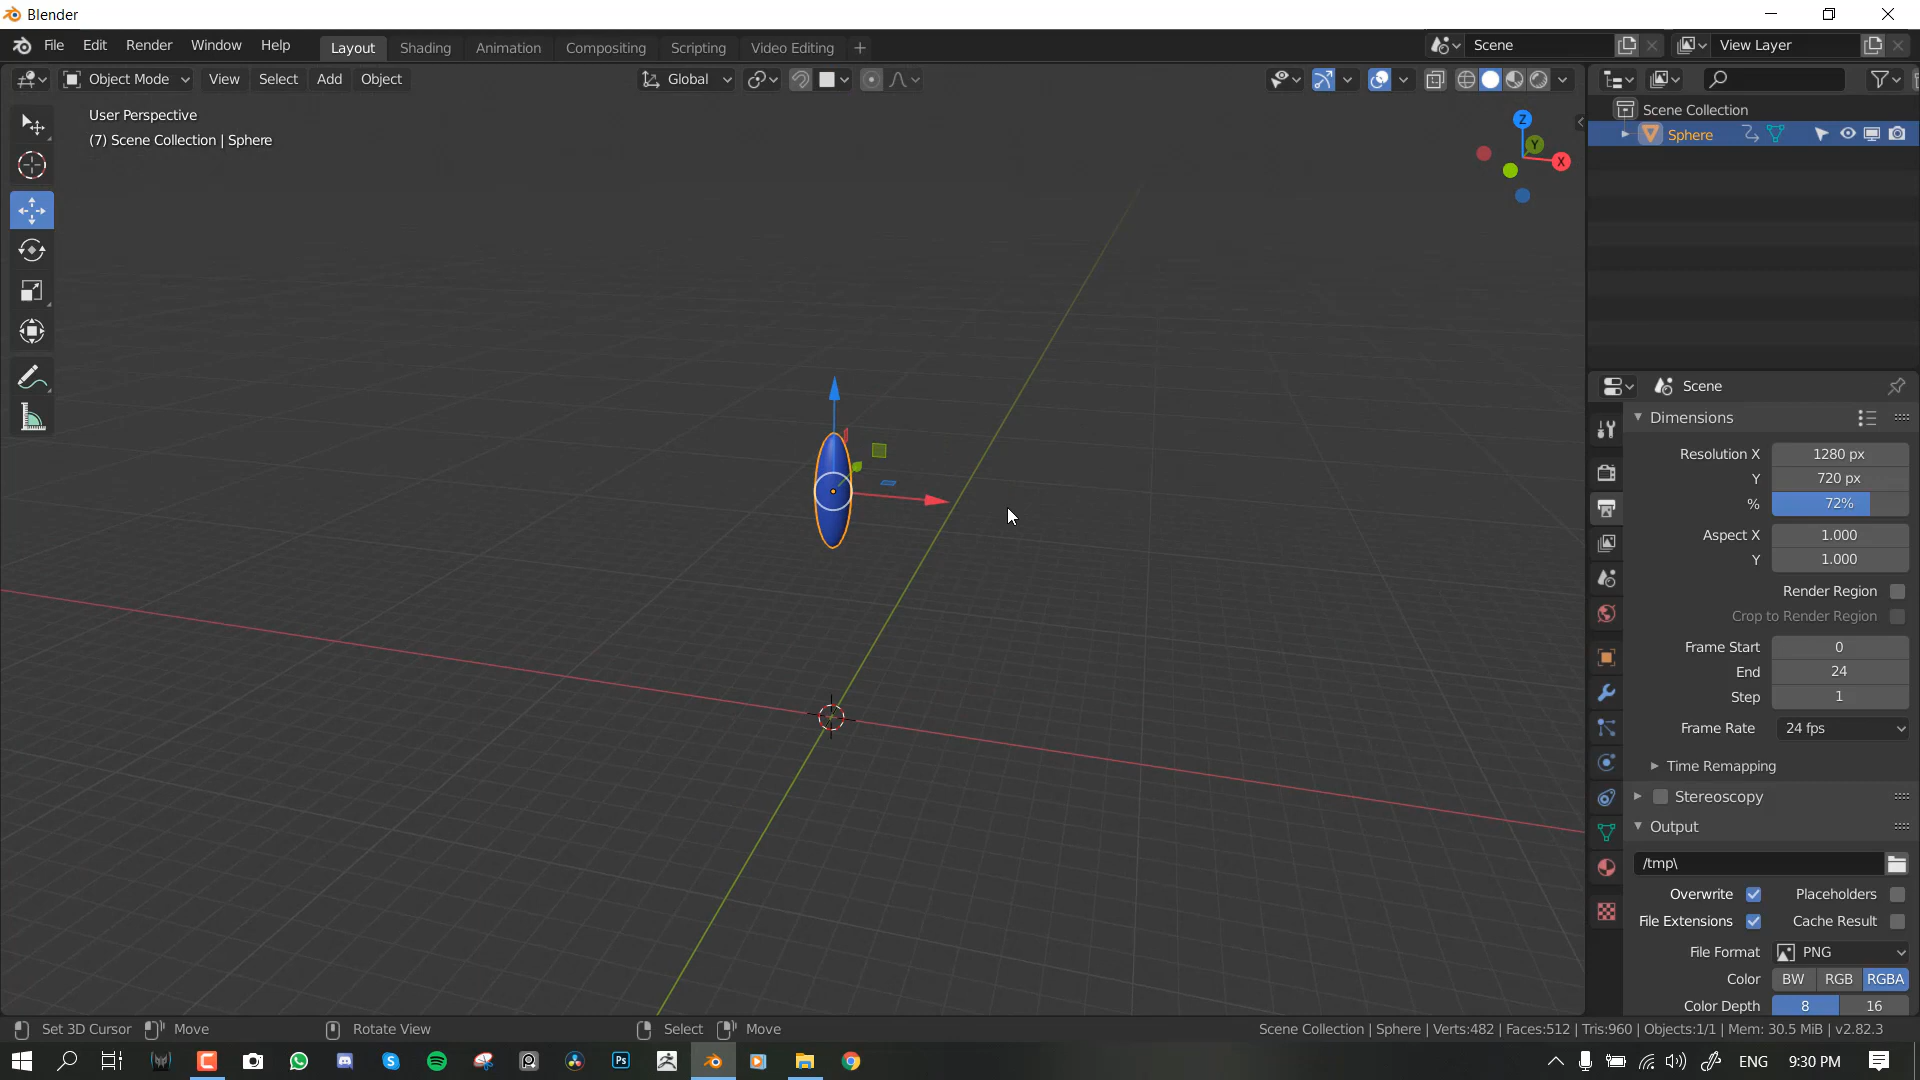 Blender
File Edit Render Window Help Layout Shading Animation Compositing Scripting Video Editing + Scene View Layer
Object Mode View Select Add Object Global
User Perspective
(7) Scene Collection | Sphere
Z
Y
X
Scene Collection
Sphere
Scene
Dimensions
Resolution X 1280 px
Y 720 px
% 72%
Aspect X 1.000
Y 1.000
Render Region
Crop to Render Region
Frame Start 0
End 24
Step 1
Frame Rate 24 fps
Time Remapping
Stereoscopy
Output
/tmp\
Overwrite Placeholders
File Extensions Cache Result
File Format PNG
Color BW RGB RGBA
Color Depth 8 16
Set 3D Cursor Move Rotate View Select Move Scene Collection | Sphere | Verts:482 | Faces:512 | Tris:960 | Objects:1/1 | Mem: 30.5 MiB | v2.82.3
Ps ENG 9:30 PM